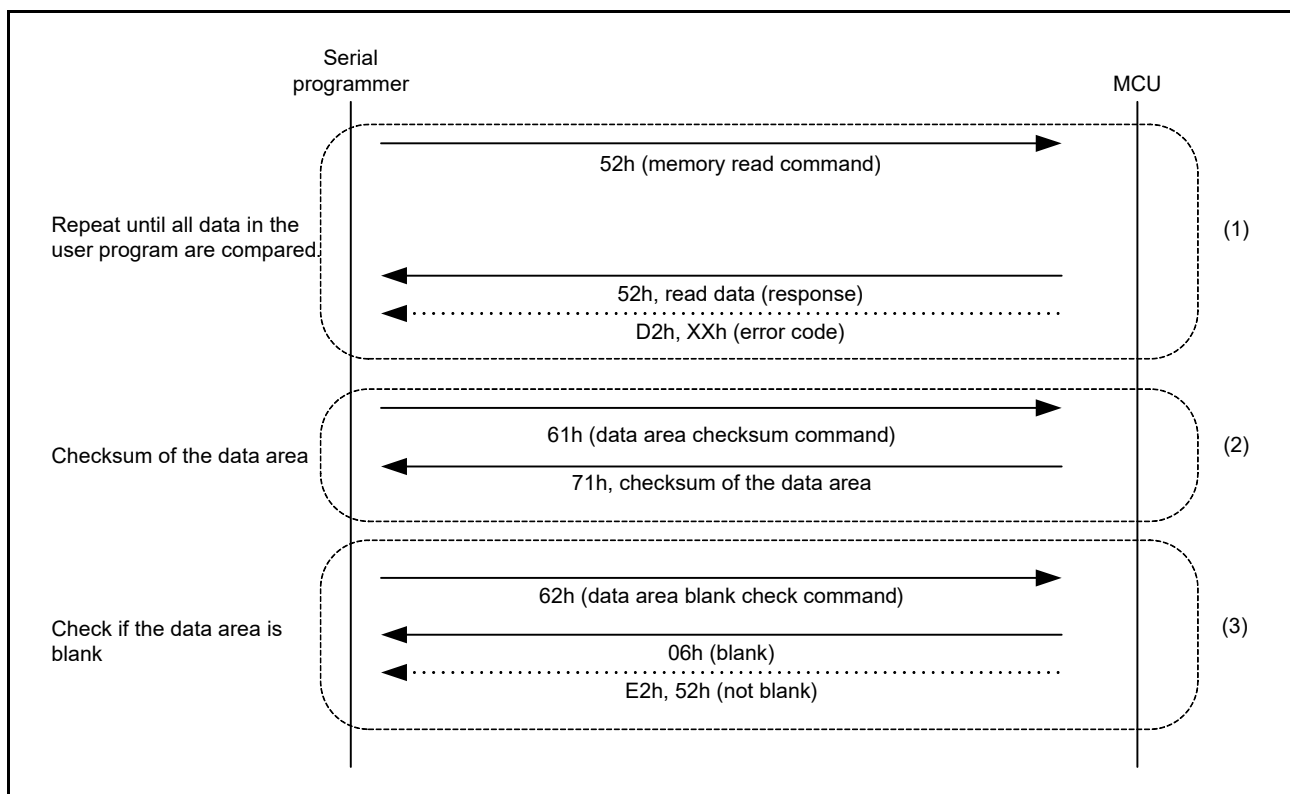 Serial
programmer
MCU
52h (memory read command)
Repeat until all data in the
user program are compared.
(1)
52h, read data (response)
D2h, XXh (error code)
61h (data area checksum command)
Checksum of the data area
(2)
71h, checksum of the data area
62h (data area blank check command)
Check if the data area is
blank
(3)
06h (blank)
E2h, 52h (not blank)